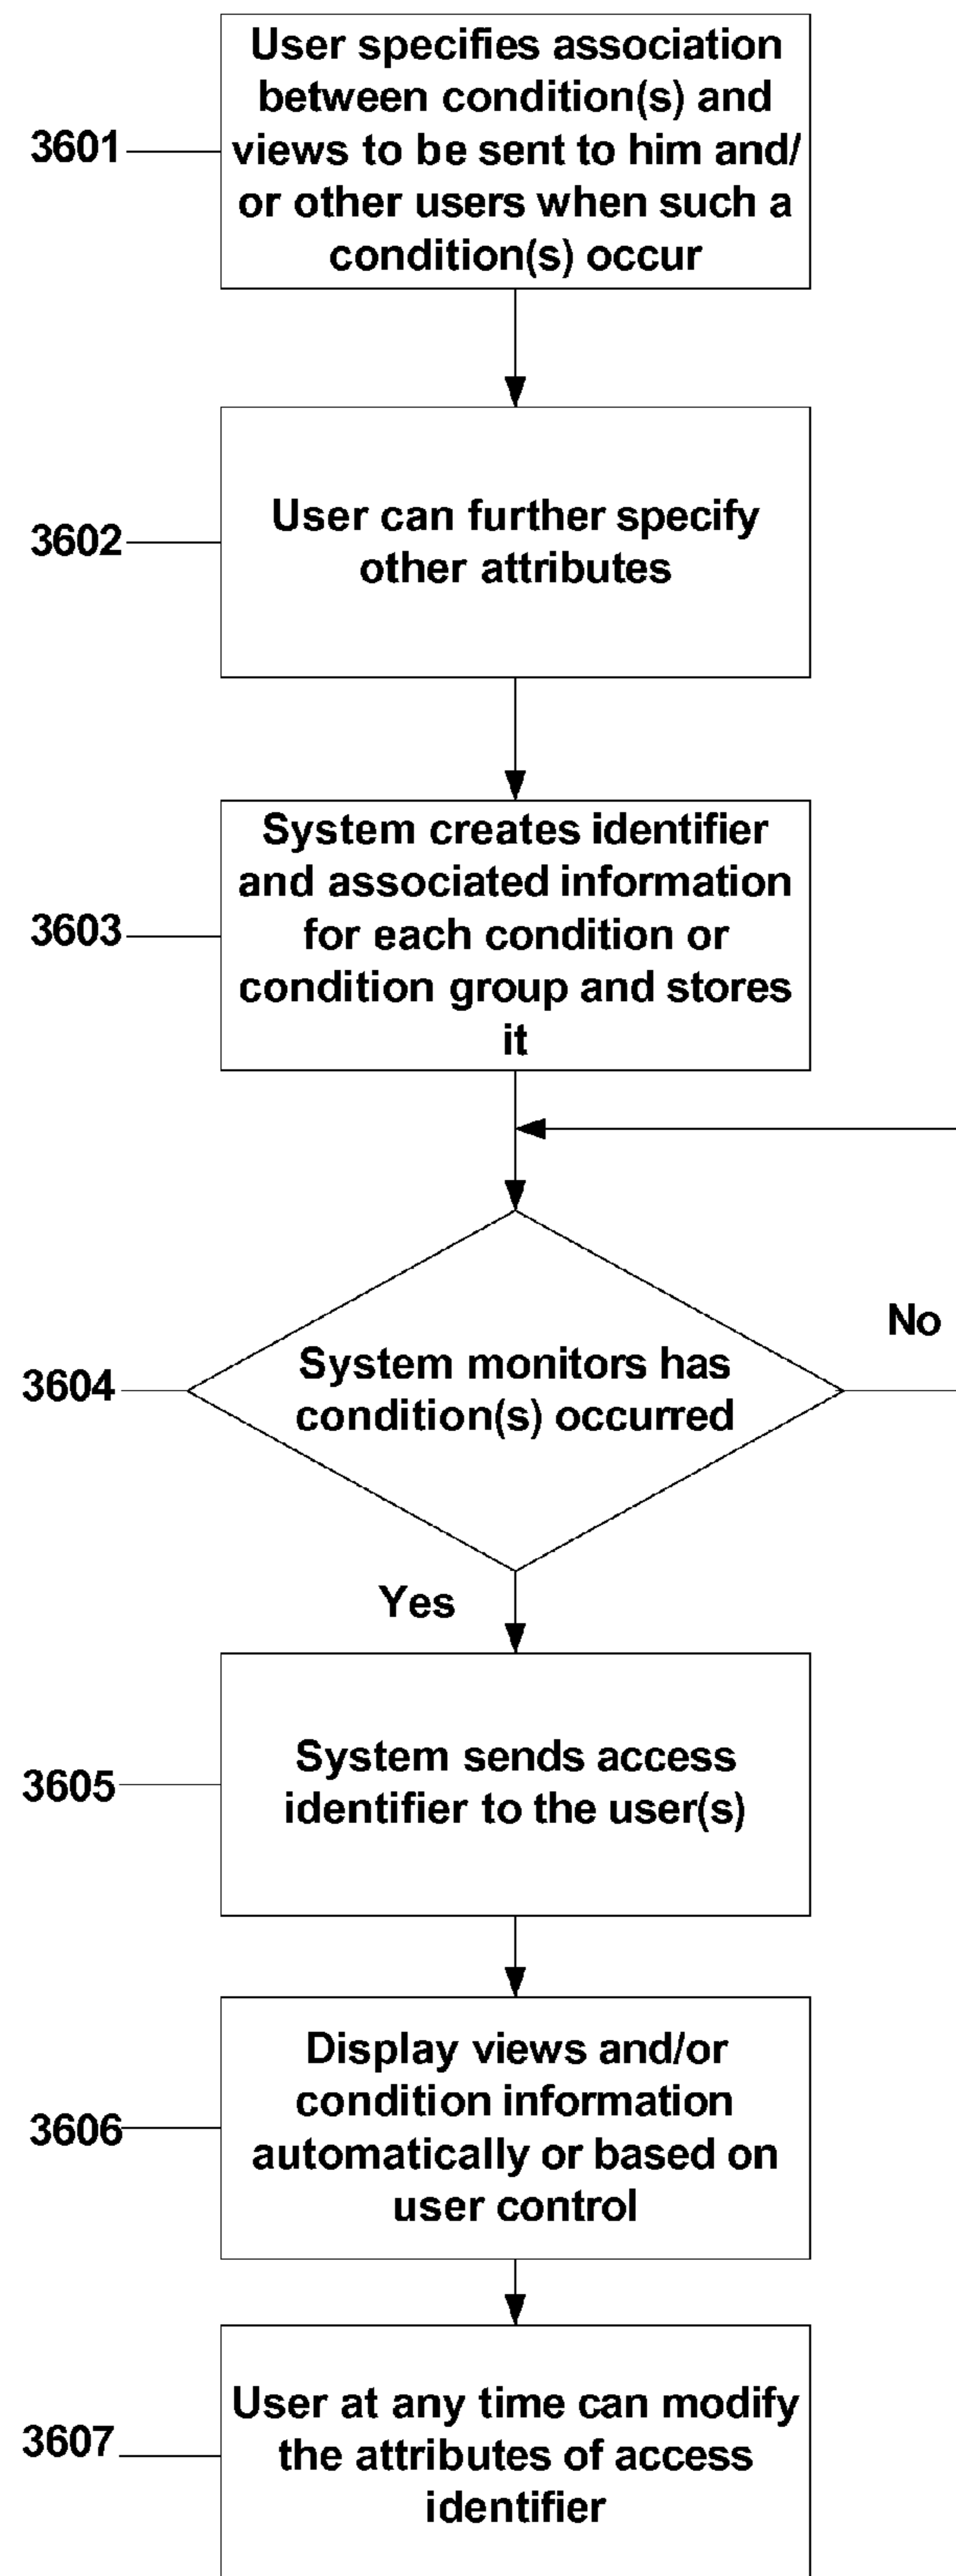 User specifies association
between condition(s) and
3601
views to be sent to him and/
or other users when such a
condition(s) occur
3602
User can further specify
other attributes
System creates identifier
and associated information
3603
for each condition or
condition group and stores
it
No
3604
System monitors has
condition(s) occurred
Yes
3605
System sends access
identifier to the user(s)
Display views and/or
condition information
3606
automatically or based on
user control
User at any time can modify
3607
the attributes of access
identifier